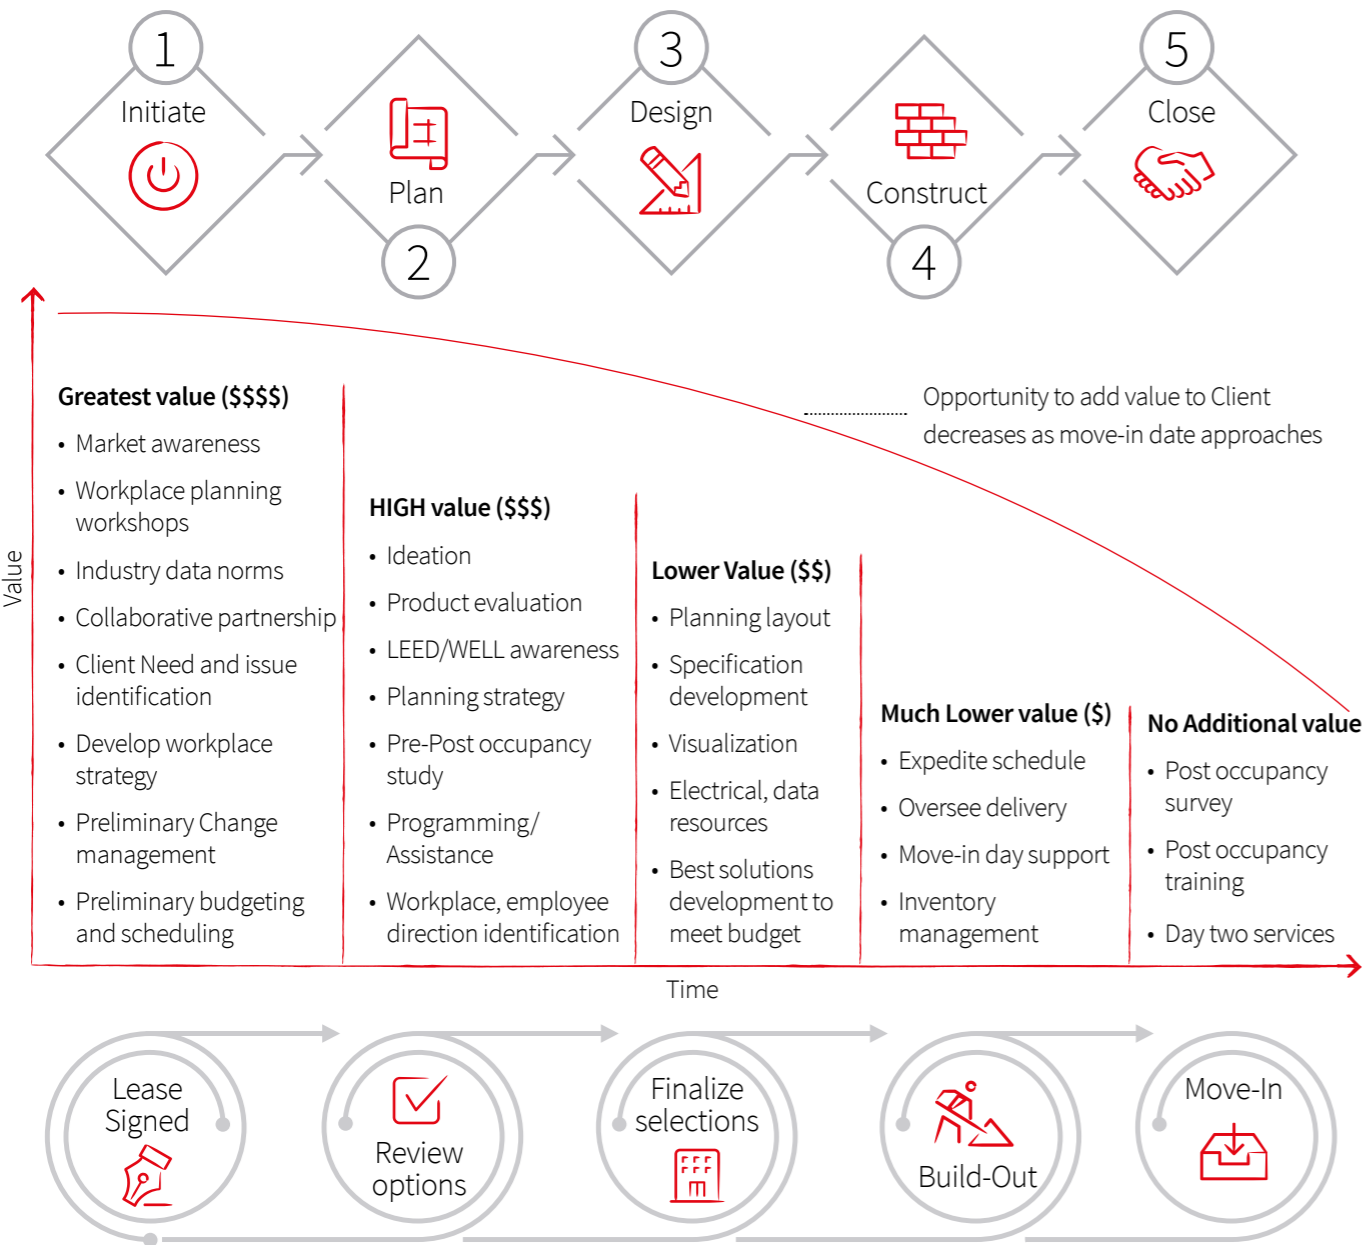 1
Initiate
Plan
2
3
Design
Construct
4
5
Close
Value
Opportunity to add value to Client
decreases as move-in date approaches
Greatest value ($$$$)
• Market awareness
• Workplace planning
workshops
• Industry data norms
• Collaborative partnership
• Client Need and issue
identification
• Develop workplace
strategy
• Preliminary Change
management
• Preliminary budgeting
and scheduling
HIGH value ($$$)
• Ideation
• Product evaluation
• LEED/WELL awareness
• Planning strategy
• Pre-Post occupancy
study
• Programming/
Assistance
• Workplace, employee
direction identification
Lower Value ($$)
• Planning layout
• Specification
development
• Visualization
• Electrical, data
resources
• Best solutions
development to
meet budget
Much Lower value ($)
• Expedite schedule
• Oversee delivery
• Move-in day support
• Inventory
management
No Additional value
• Post occupancy
survey
• Post occupancy
training
• Day two services
Time
Lease
Signed
Review
options
Finalize
selections
Build-Out
Move-In